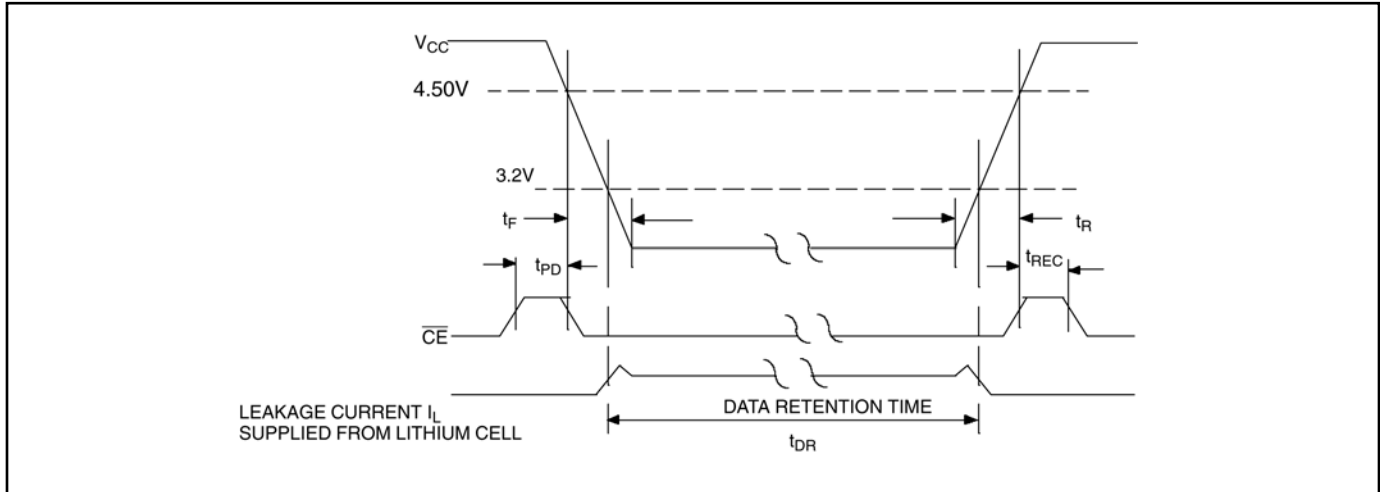 VCC
4.50V
3.2V
tF
tR
tPD
tREC
CE
LEAKAGE CURRENT IL
SUPPLIED FROM LITHIUM CELL
DATA RETENTION TIME
tDR